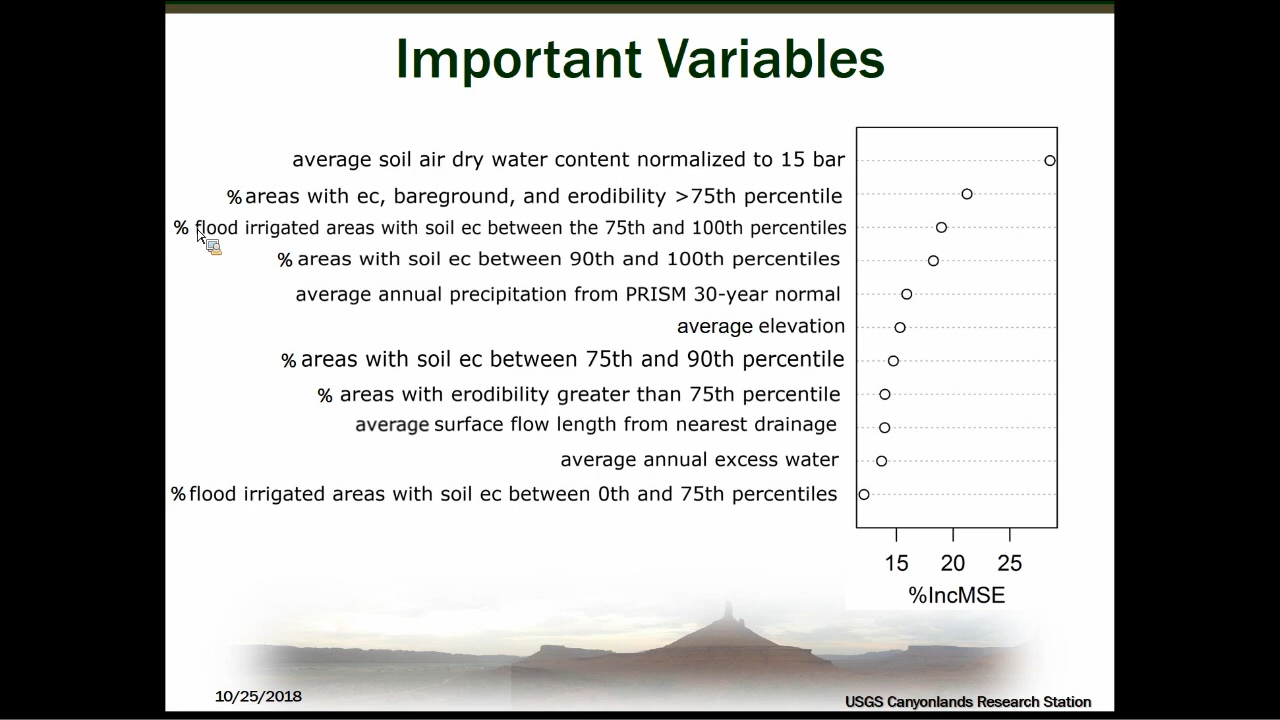 Important Variables
average soil air dry water content normalized to 15 bar
% areas with ec, bareground, and erodibility >75th percentile
% flood irrigated areas with soil ec between the 75th and 100th percentiles
% areas with soil ec between 90th and 100th percentiles
average annual precipitation from PRISM 30-year normal
average elevation
% areas with soil ec between 75th and 90th percentile
% areas with erodibility greater than 75th percentile
average surface flow length from nearest drainage
average annual excess water
% flood irrigated areas with soil ec between 0th and 75th percentiles
15 20 25
%IncMSE
10/25/2018
USGS Canyonlands Research Station